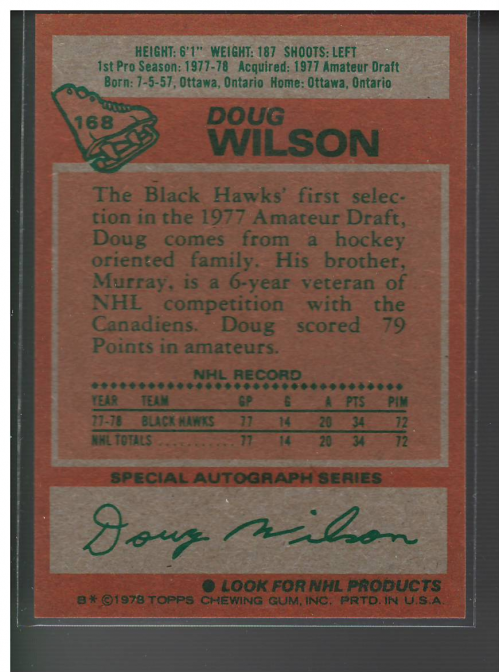 HEIGHT: 6'1" WEIGHT: 187 SHOOTS: LEFT
1st Pro Season: 1977-78 Acquired: 1977 Amateur Draft
Born: 7-5-57, Ottawa, Ontario Home: Ottawa, Ontario
168
DOUG
WILSON
The Black Hawks' first selec-
tion in the 1977 Amateur Draft,
Doug comes from a hockey
oriented family. His brother,
Murray, is a 6-year veteran of
NHL competition with the
Canadiens. Doug scored 79
Points in amateurs.
NHL RECORD
YEAR TEAM GP G A PTS PIM
77-78 BLACK HAWKS 77 14 20 34 72
NHL TOTALS ........... 77 14 20 34 72
SPECIAL AUTOGRAPH SERIES
Doug Wilson
● LOOK FOR NHL PRODUCTS
B* ©1978 TOPPS CHEWING GUM, INC. PRTD. IN U.S.A.